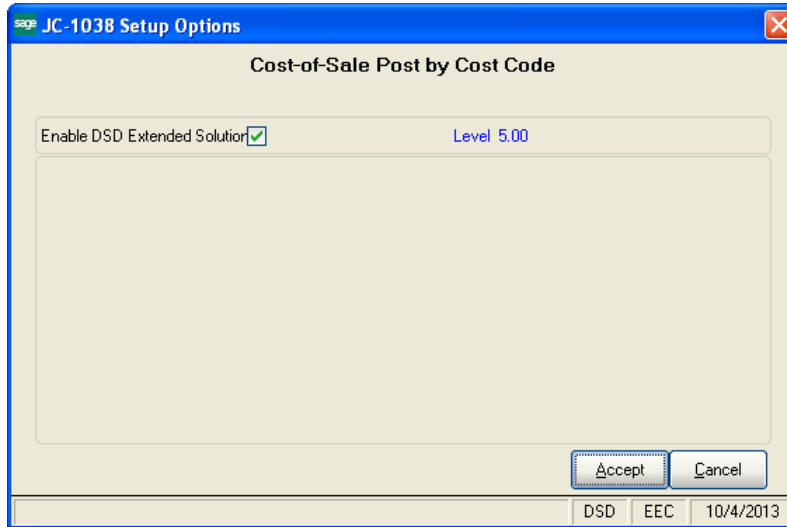 sage JC-1038 Setup Options
Cost-of-Sale Post by Cost Code
Enable DSD Extended Solution Level 5.00
Accept Cancel
DSD EEC 10/4/2013